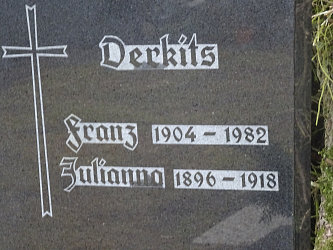 Derkits
Franz 1904 – 1982
Julianna 1896 – 1918